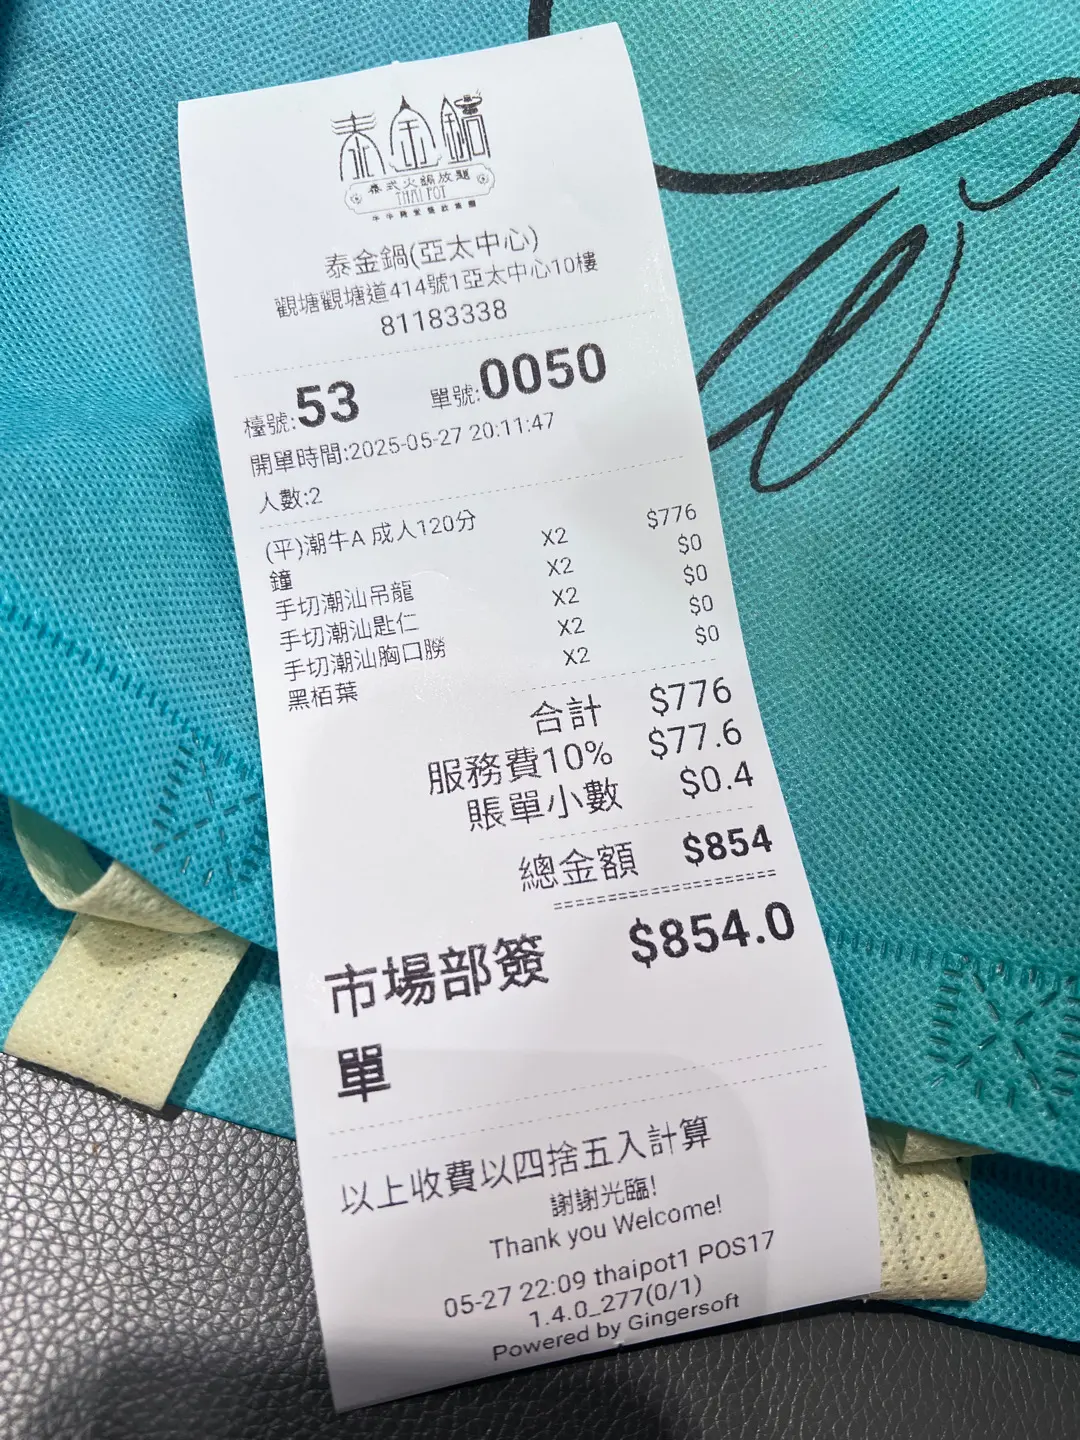 泰金鍋
泰式火鍋放題
THAI POT
泰金鍋(亞太中心)
觀塘觀塘道414號1亞太中心10樓
81183338
檯號:53 單號:0050
開單時間:2025-05-27 20:11:47
人數:2
(平)潮牛A 成人120分鐘 X2 $776
手切潮汕吊龍 X2 $0
手切潮汕匙仁 X2 $0
手切潮汕胸口朥 X2 $0
黑栢葉 X2 $0
合計 $776
服務費10% $77.6
賬單小數 $0.4
總金額 $854
====================
市場部簽單 $854.0
以上收費以四捨五入計算
謝謝光臨!
Thank you Welcome!
05-27 22:09 thaipot1 POS17
1.4.0_277(0/1)
Powered by Gingersoft